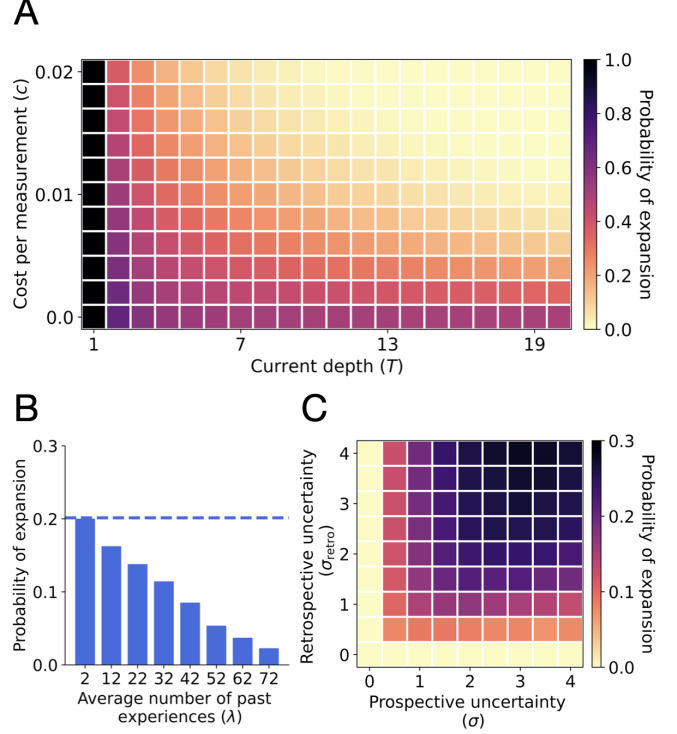 A
Cost per measurement (c)
0.02
0.01
0.0
1 7 13 19
Current depth (T)
1.0
0.8
0.6
0.4
0.2
0.0
Probability of expansion
B
Probability of expansion
0.3
0.2
0.1
0.0
2 12 22 32 42 52 62 72
Average number of past
experiences (λ)
C
Retrospective uncertainty
(σretro)
4
3
2
1
0
0 1 2 3 4
Prospective uncertainty
(σ)
0.3
0.2
0.1
0.0
Probability of expansion